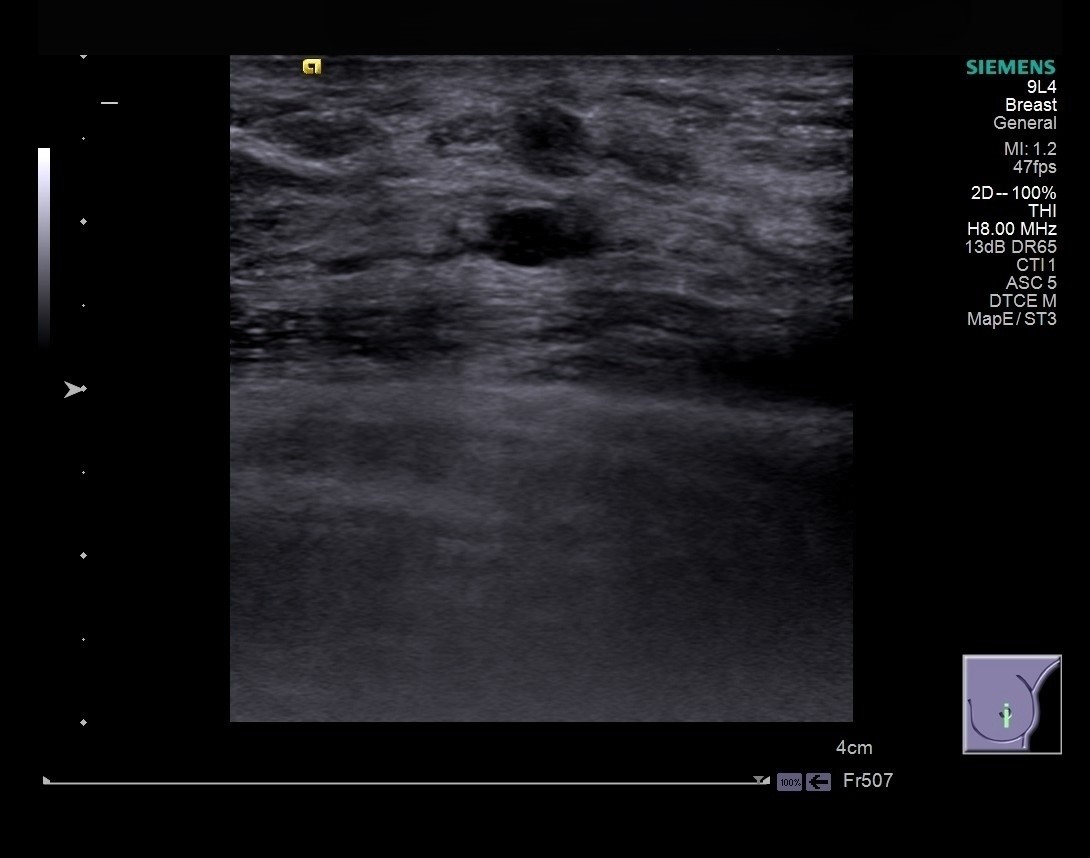 SIEMENS
9L4
Breast
General
MI: 1.2
47fps
2D--100%
THI
H8.00 MHz
13dB DR65
CTI 1
ASC 5
DTCE M
MapE / ST3
4cm
100%
Fr507